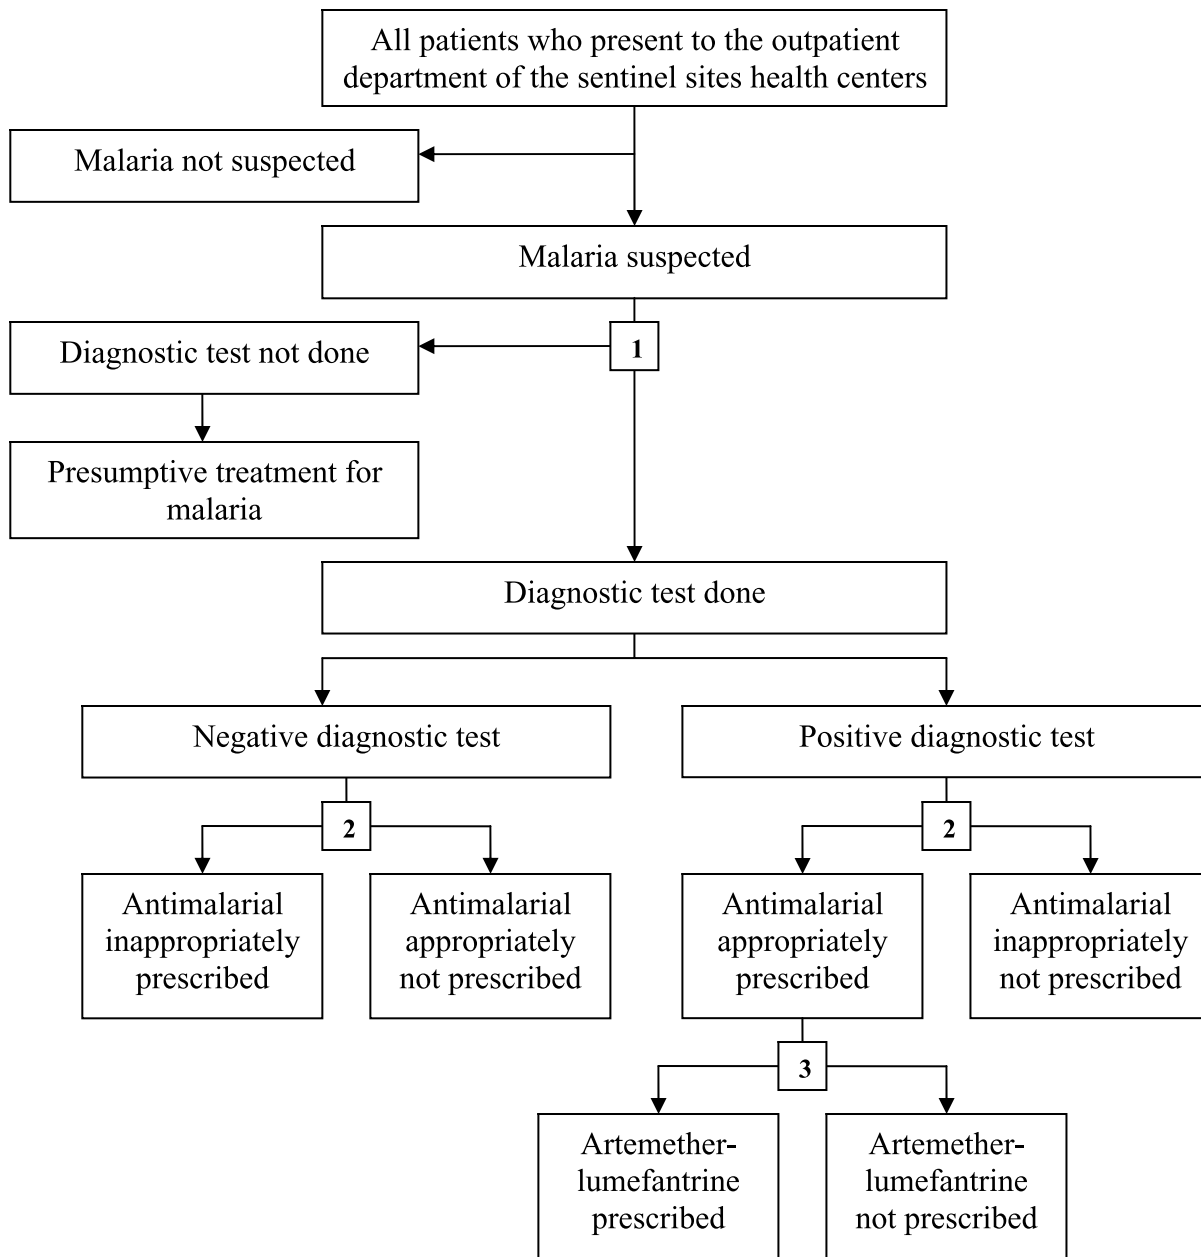 All patients who present to the outpatient
department of the sentinel sites health centers
Malaria not suspected
Malaria suspected
1
Diagnostic test not done
Presumptive treatment for
malaria
Diagnostic test done
Negative diagnostic test
Positive diagnostic test
2
2
Antimalarial
inappropriately
prescribed
Antimalarial
appropriately
not prescribed
Antimalarial
appropriately
prescribed
Antimalarial
inappropriately
not prescribed
3
Artemether-
lumefantrine
prescribed
Artemether-
lumefantrine
not prescribed